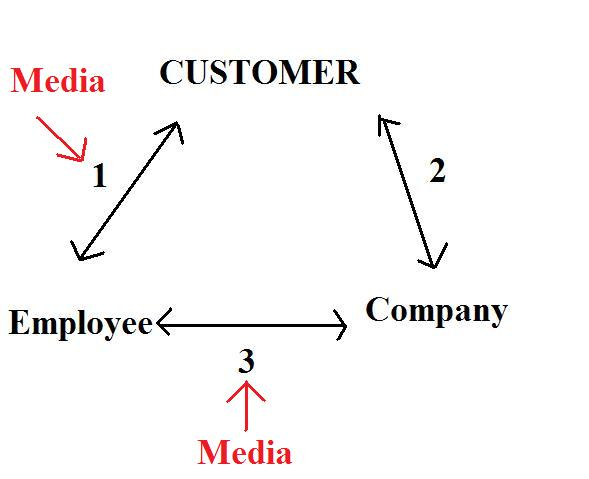 Media
CUSTOMER
1
2
Employee
Company
3
Media